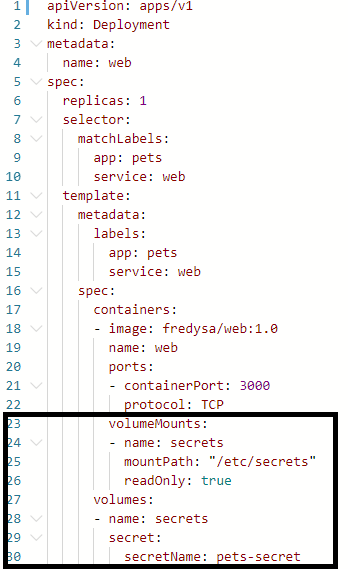 1 apiVersion: apps/v1
2 kind: Deployment
3 metadata:
4   name: web
5 spec:
6   replicas: 1
7   selector:
8     matchLabels:
9       app: pets
10       service: web
11   template:
12     metadata:
13       labels:
14         app: pets
15         service: web
16     spec:
17       containers:
18       - image: fredysa/web:1.0
19         name: web
20         ports:
21         - containerPort: 3000
22           protocol: TCP
23         volumeMounts:
24         - name: secrets
25           mountPath: "/etc/secrets"
26           readOnly: true
27       volumes:
28       - name: secrets
29         secret:
30           secretName: pets-secret